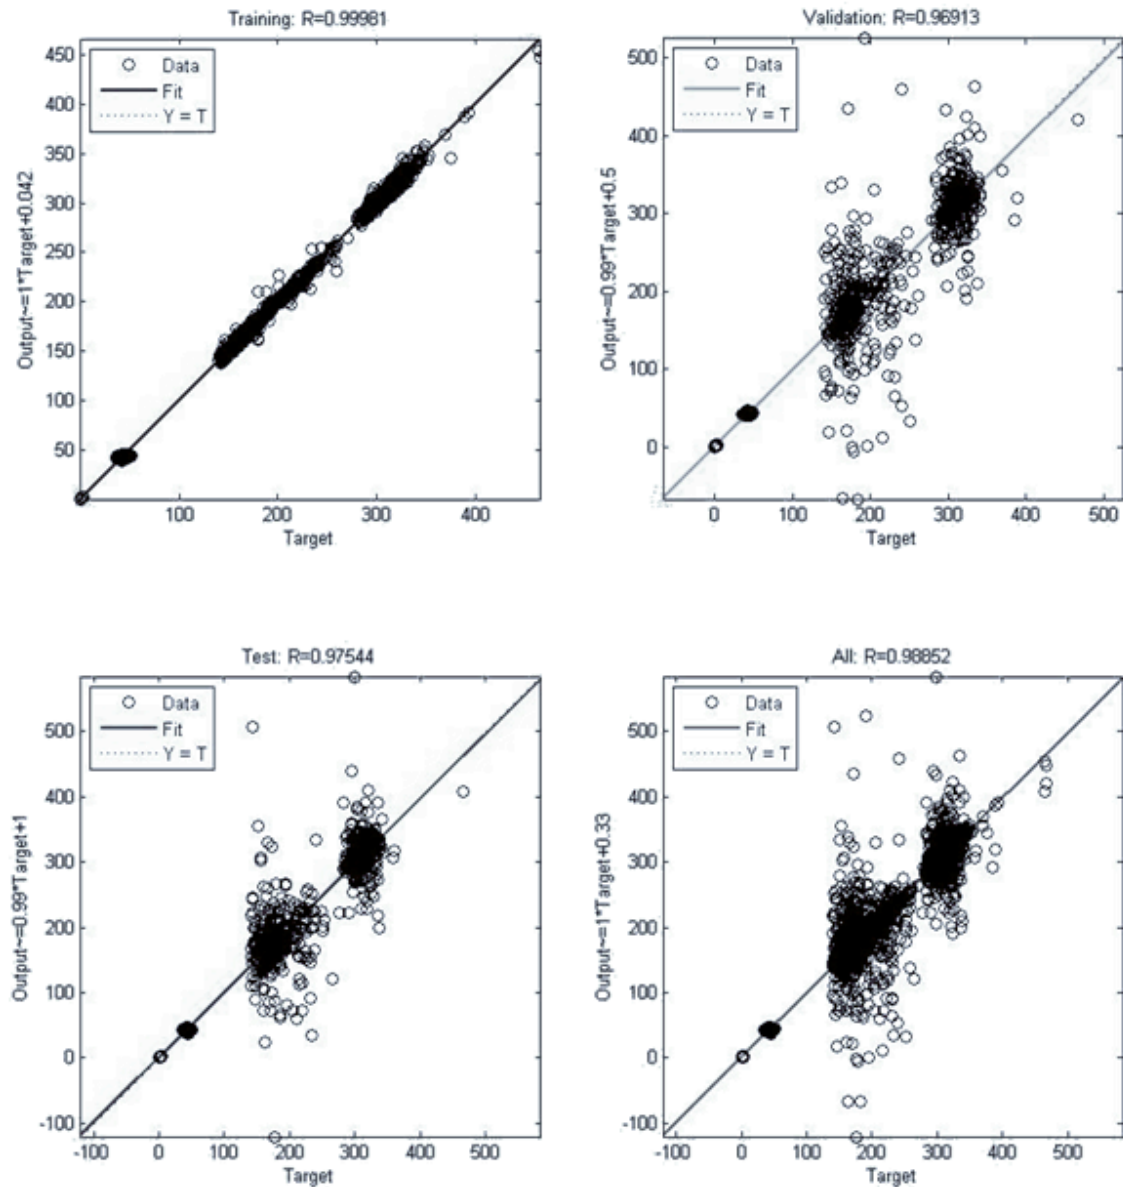 Training: R=0.99981
Data
Fit
Y = T
450
400
350
300
250
200
150
100
50
100
200
300
400
Target
Output~=1*Target+0.042
Validation: R=0.96913
Data
Fit
Y = T
500
400
300
200
100
0
0
100
200
300
400
500
Target
Output~=0.99*Target+0.5
Test: R=0.97544
Data
Fit
Y = T
500
400
300
200
100
0
-100
-100
0
100
200
300
400
500
Target
Output~=0.99*Target+1
All: R=0.98852
Data
Fit
Y = T
500
400
300
200
100
0
-100
-100
0
100
200
300
400
500
Target
Output~=1*Target+0.33